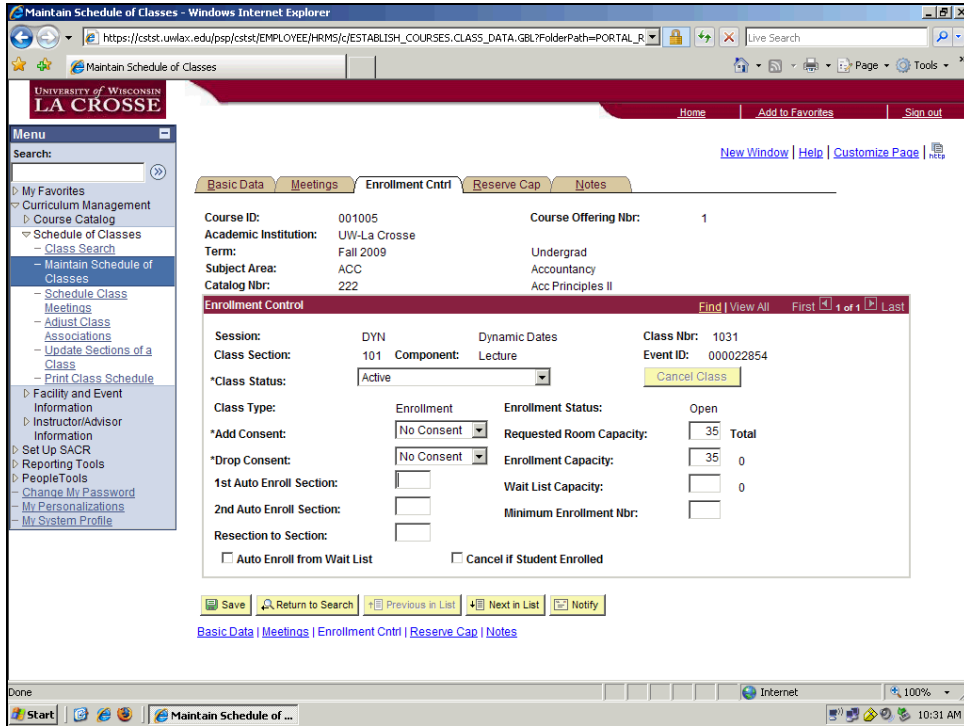 Maintain Schedule of Classes - Windows Internet Explorer
https://cstst.uwlax.edu/psp/cstst/EMPLOYEE/HRMS/c/ESTABLISH_COURSES.CLASS_DATA.GBL?FolderPath=PORTAL_R
Live Search
Maintain Schedule of Classes
Page
Tools
UNIVERSITY of WISCONSIN
LA CROSSE
Home
Add to Favorites
Sign out
Menu
Search:
My Favorites
Curriculum Management
Course Catalog
Schedule of Classes
– Class Search
– Maintain Schedule of
Classes
– Schedule Class
Meetings
– Adjust Class
Associations
– Update Sections of a
Class
– Print Class Schedule
Facility and Event
Information
Instructor/Advisor
Information
Set Up SACR
Reporting Tools
PeopleTools
– Change My Password
– My Personalizations
– My System Profile
New Window | Help | Customize Page | http
Basic Data Meetings Enrollment Cntrl Reserve Cap Notes
Course ID: 001005 Course Offering Nbr: 1
Academic Institution: UW-La Crosse
Term: Fall 2009 Undergrad
Subject Area: ACC Accountancy
Catalog Nbr: 222 Acc Principles II
Enrollment Control Find | View All First 1 of 1 Last
Session: DYN Dynamic Dates Class Nbr: 1031
Class Section: 101 Component: Lecture Event ID: 000022854
*Class Status: Active Cancel Class
Class Type: Enrollment Enrollment Status: Open
*Add Consent: No Consent Requested Room Capacity: 35 Total
*Drop Consent: No Consent Enrollment Capacity: 35 0
1st Auto Enroll Section: Wait List Capacity: 0
2nd Auto Enroll Section: Minimum Enrollment Nbr:
Resection to Section:
Auto Enroll from Wait List Cancel if Student Enrolled
Save Return to Search Previous in List Next in List Notify
Basic Data | Meetings | Enrollment Cntrl | Reserve Cap | Notes
Done Internet 100%
Start Maintain Schedule of ... 10:31 AM